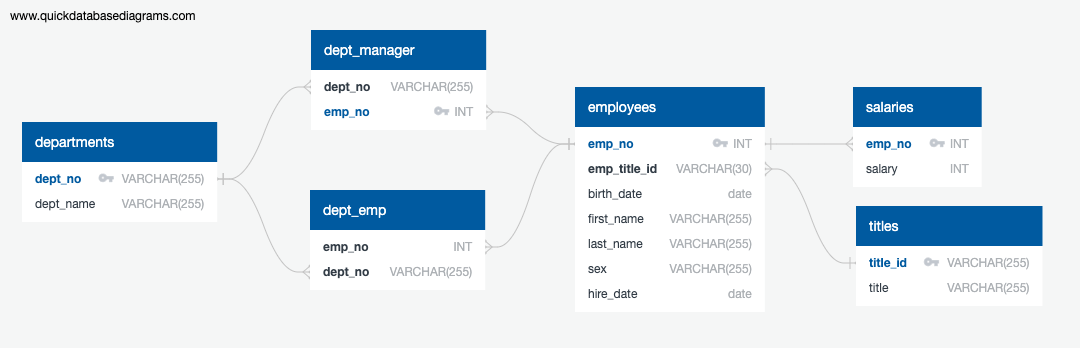 www.quickdatabasediagrams.com
departments
dept_no VARCHAR(255)
dept_name VARCHAR(255)
dept_manager
dept_no VARCHAR(255)
emp_no INT
dept_emp
emp_no INT
dept_no VARCHAR(255)
employees
emp_no INT
emp_title_id VARCHAR(30)
birth_date date
first_name VARCHAR(255)
last_name VARCHAR(255)
sex VARCHAR(255)
hire_date date
salaries
emp_no INT
salary INT
titles
title_id VARCHAR(255)
title VARCHAR(255)